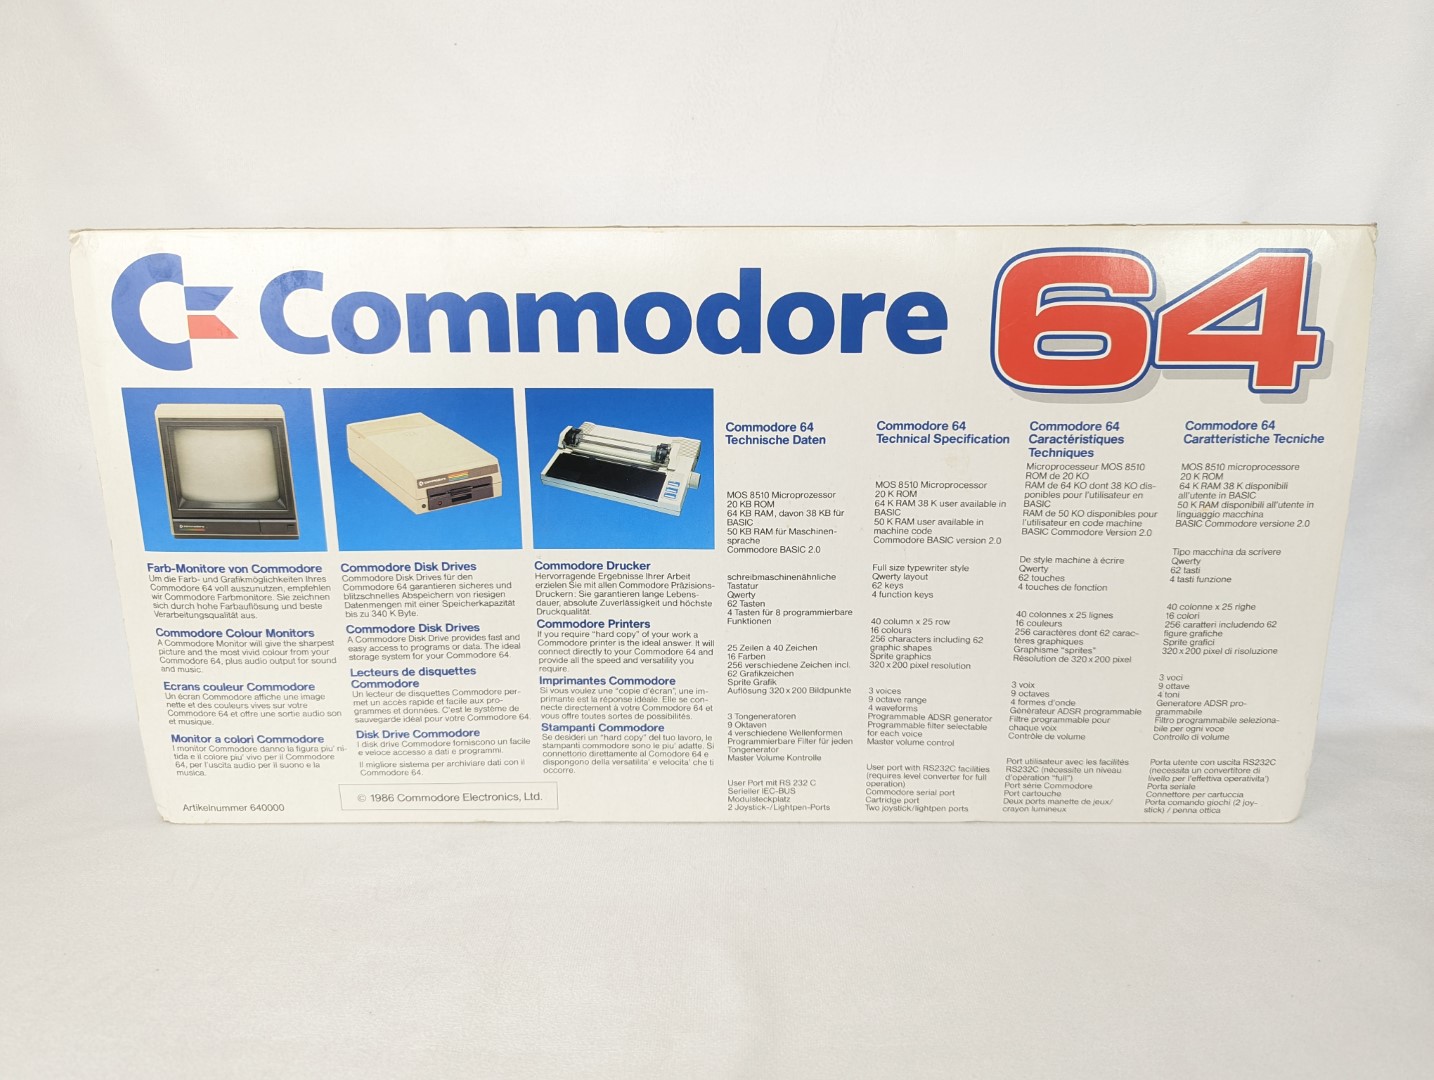 Commodore 64
Farb-Monitore von Commodore
Um die Farb- und Grafikmöglichkeiten Ihres
Commodore 64 voll auszunutzen, empfehlen
wir Commodore Farbmonitore. Sie zeichnen
sich durch hohe Farbauflösung und beste
Verarbeitungsqualität aus.
Commodore Colour Monitors
A Commodore Monitor will give the sharpest
picture and the most vivid colour from your
Commodore 64, plus audio output for sound
and music.
Ecrans couleur Commodore
Un écran Commodore affiche une image
nette et des couleurs vives sur votre
Commodore 64 et offre une sortie audio son
et musique.
Monitor a colori Commodore
I monitor Commodore danno la figura piu' ni-
tida e il colore piu' vivo per il Commodore
64, per l'uscita audio per il suono e la
musica.
Artikelnummer 640000
Commodore Disk Drives
Commodore Disk Drives für den
Commodore 64 garantieren sicheres und
blitzschnelles Abspeichern von riesigen
Datenmengen mit einer Speicherkapazität
bis zu 340 K Byte.
Commodore Disk Drives
A Commodore Disk Drive provides fast and
easy access to programs or data. The ideal
storage system for your Commodore 64.
Lecteurs de disquettes
Commodore
Un lecteur de disquettes Commodore per-
met un accès rapide et facile aux pro-
grammes et données. C'est le système de
sauvegarde idéal pour votre Commodore 64.
Disk Drive Commodore
I disk drive Commodore forniscono un facile
e veloce accesso a dati e programmi.
Il migliore sistema per archiviare dati con il
Commodore 64.
© 1986 Commodore Electronics, Ltd.
Commodore Drucker
Hervorragende Ergebnisse Ihrer Arbeit
erzielen Sie mit allen Commodore Präzisions-
Druckern: Sie garantieren lange Lebens-
dauer, absolute Zuverlässigkeit und höchste
Druckqualität.
Commodore Printers
If you require "hard copy" of your work a
Commodore printer is the ideal answer. It will
connect directly to your Commodore 64 and
provide all the speed and versatility you
require.
Imprimantes Commodore
Si vous voulez une "copie d'écran", une im-
primante est la réponse idéale. Elle se con-
necte directement à votre Commodore 64 et
vous offre toutes sortes de possibilités.
Stampanti Commodore
Se desideri un "hard copy" del tuo lavoro, le
stampanti commodore sono le piu' adatte. Si
connettono direttamente al Comodore 64 e
dispongono della versatilita' e velocita' che ti
occorre.
Commodore 64
Technische Daten
MOS 8510 Microprozessor
20 KB ROM
64 KB RAM, davon 38 KB für
BASIC
50 KB RAM für Maschinen-
sprache
Commodore BASIC 2.0
schreibmaschinenähnliche
Tastatur
Qwerty
62 Tasten
4 Tasten für 8 programmierbare
Funktionen
25 Zeilen à 40 Zeichen
16 Farben
256 verschiedene Zeichen incl.
62 Grafikzeichen
Sprite Grafik
Auflösung 320 x 200 Bildpunkte
3 Tongeneratoren
9 Oktaven
4 verschiedene Wellenformen
Programmierbare Filter für jeden
Tongenerator
Master Volume Kontrolle
User Port mit RS 232 C
Serieller IEC-BUS
Modulsteckplatz
2 Joystick-/Lightpen-Ports
Commodore 64
Technical Specification
MOS 8510 Microprocessor
20 K ROM
64 K RAM 38 K user available in
BASIC
50 K RAM user available in
machine code
Commodore BASIC version 2.0
Full size typewriter style
Qwerty layout
62 keys
4 function keys
40 column x 25 row
16 colours
256 characters including 62
graphic shapes
Sprite graphics
320 x 200 pixel resolution
3 voices
9 octave range
4 waveforms
Programmable ADSR generator
Programmable filter selectable
for each voice
Master volume control
User port with RS232C facilities
(requires level converter for full
operation)
Commodore serial port
Cartridge port
Two joystick/lightpen ports
Commodore 64
Caractéristiques
Techniques
Microprocesseur MOS 8510
ROM de 20 KO
RAM de 64 KO dont 38 KO dis-
ponibles pour l'utilisateur en
BASIC
RAM de 50 KO disponibles pour
l'utilisateur en code machine
BASIC Commodore Version 2.0
De style machine à écrire
Qwerty
62 touches
4 touches de fonction
40 colonnes x 25 lignes
16 couleurs
256 caractères dont 62 carac-
tères graphiques
Graphisme "sprites"
Résolution de 320 x 200 pixel
3 voix
9 octaves
4 formes d'onde
Générateur ADSR programmable
Filtre programmable pour
chaque voix
Contrôle de volume
Port utilisateur avec les facilités
RS232C (nécessite un niveau
d'opération "full")
Port série Commodore
Port cartouche
Deux ports manette de jeux/
crayon lumineux
Commodore 64
Caratteristiche Tecniche
MOS 8510 microprocessore
20 K ROM
64 K RAM 38 K disponibili
all'utente in BASIC
50 K RAM disponibili all'utente in
linguaggio macchina
BASIC Commodore versione 2.0
Tipo macchina da scrivere
Qwerty
62 tasti
4 tasti funzione
40 colonne x 25 righe
16 colori
256 caratteri includendo 62
figure grafiche
Sprite grafici
320 x 200 pixel di risoluzione
3 voci
9 ottave
4 toni
Generatore ADSR pro-
grammabile
Filtro programmabile seleziona-
bile per ogni voce
Controllo di volume
Porta utente con uscita RS232C
(necessita un convertitore di
livello per l'effettiva operativita')
Porta seriale
Connettore per cartuccia
Porta comando giochi (2 joy-
stick) / penna ottica